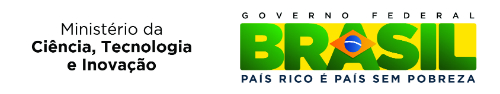 Ministério da
Ciência, Tecnologia
e Inovação
GOVERNO FEDERAL
BRASIL
PAÍS RICO É PAÍS SEM POBREZA